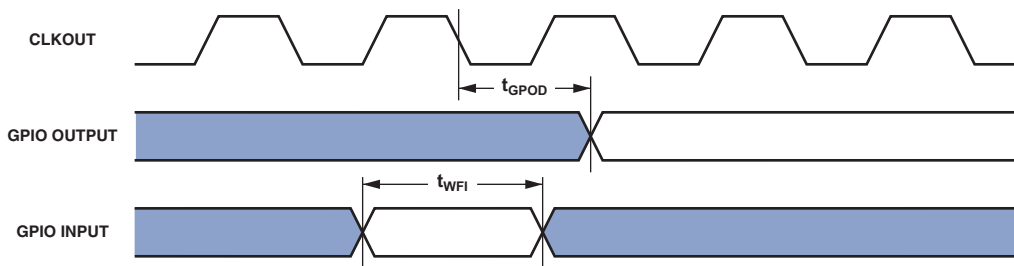 CLKOUT
tGPOD
GPIO OUTPUT
tWFI
GPIO INPUT